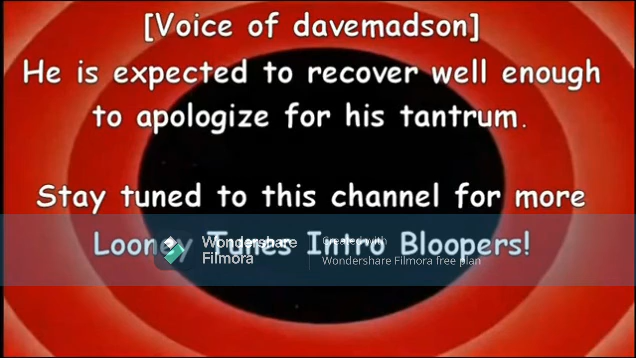 [Voice of davemadson]
He is expected to recover well enough
to apologize for his tantrum.
Stay tuned to this channel for more
Looney Tunes Intro Bloopers!
Wondershare
Filmora
Created with
Wondershare Filmora free plan